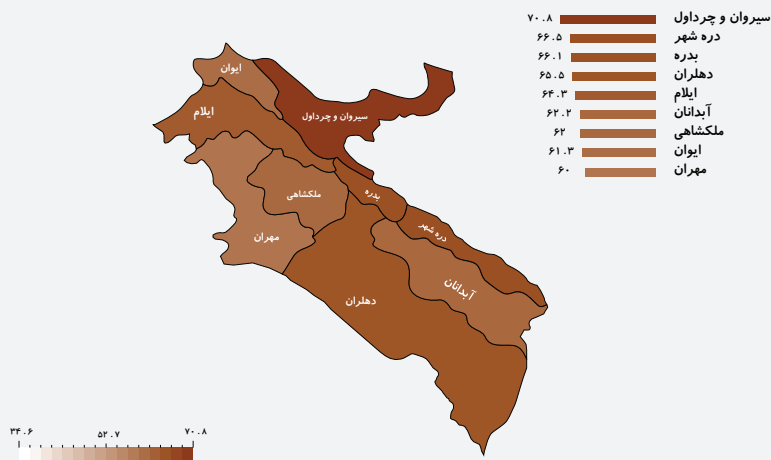 سیروان و چرداول ۷۰.۸
دره شهر ۶۶.۵
بدره ۶۶.۱
دهلران ۶۵.۵
ایلام ۶۴.۳
آبدانان ۶۲.۲
ملکشاهی ۶۲
ایوان ۶۱.۳
مهران ۶۰
ایوان
ایلام
سیروان و چرداول
ملکشاهی
بدره
مهران
دره شهر
آبدانان
دهلران
۳۴.۶ ۵۲.۷ ۷۰.۸